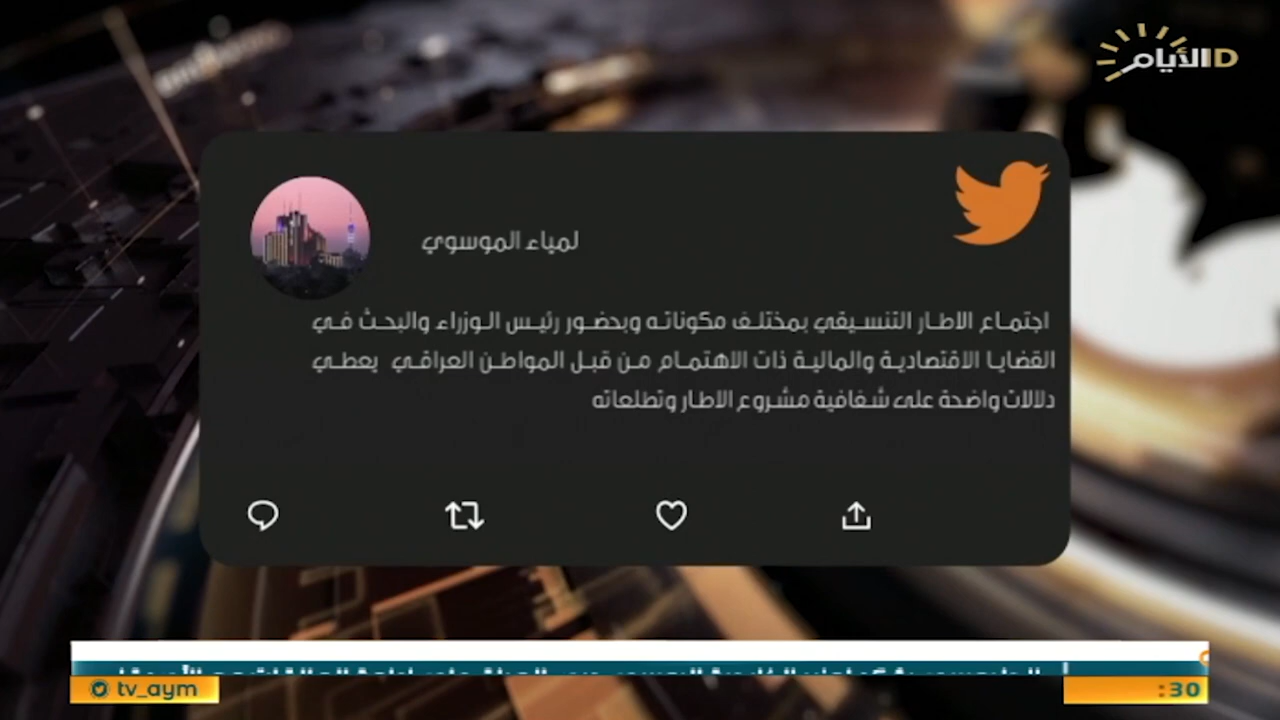 الأيام
لمياء الموسوي
اجتماع الاطار التنسيقي بمختلف مكوناته وبحضور رئيس الوزراء والبحث في
القضايا الاقتصادية والمالية ذات الاهتمام من قبل المواطن العراقي يعطي
دلالات واضحة على شفافية مشروع الاطار وتطلعاته
tv_aym
:30